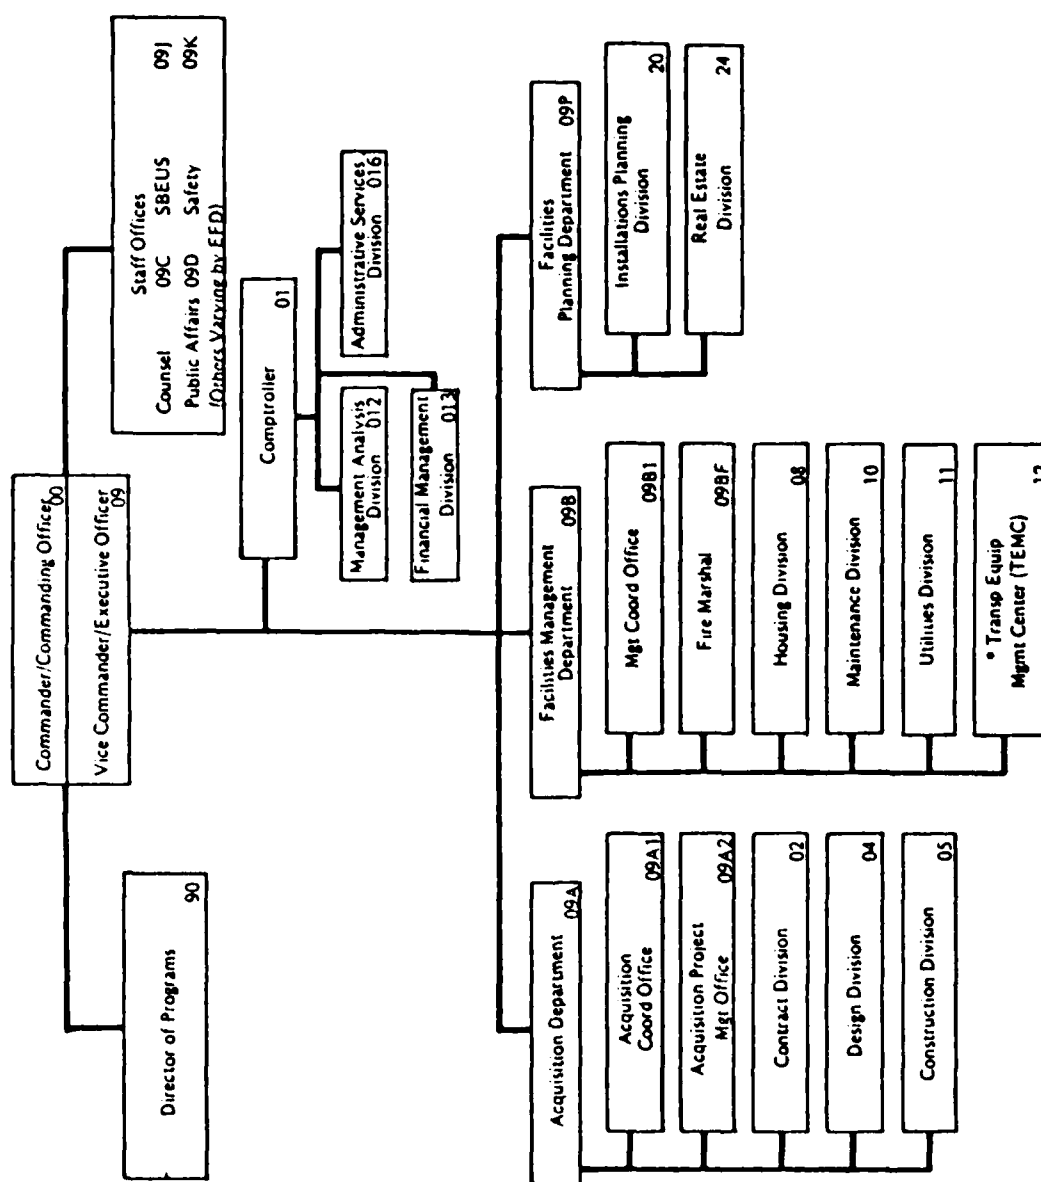 Commander/Commanding Officer 00
Vice Commander/Executive Officer 09
Director of Programs
90
Staff Offices
Counsel 09C SBEUS 09J
Public Affairs 09D Safety 09K
(Others Varying by EFD)
Comptroller
01
Management Analysis
Division 012
Administrative Services
Division 016
Financial Management
Division 013
Acquisition Department
09A
Acquisition
Coord Office
09A1
Acquisition Project
Mgt Office
09A2
Contract Division
02
Design Division
04
Construction Division
05
Facilities Management
Department 09B
Mgt Coord Office
09B1
Fire Marshal
09BF
Housing Division
08
Maintenance Division
10
Utilities Division
11
* Transp Equip
Mgmt Center (TEMC)
12
Facilities
Planning Department 09P
Installations Planning
Division
20
Real Estate
Division
24